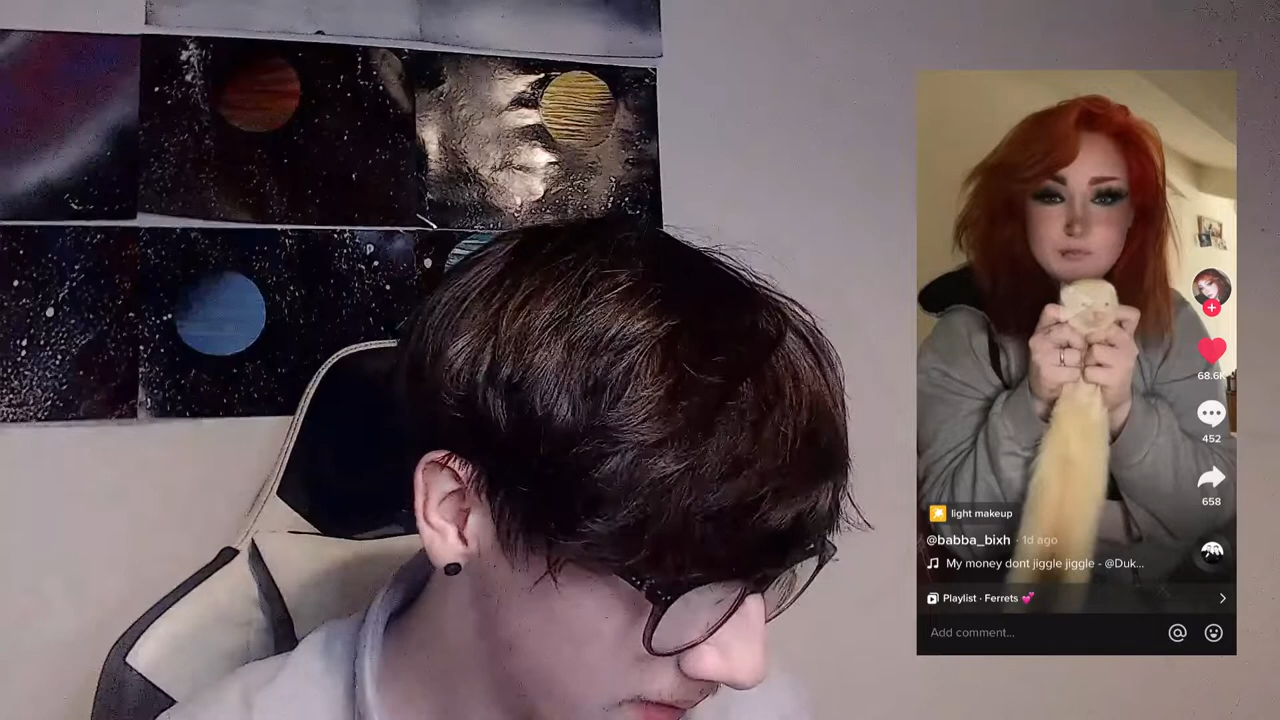 68.6K
452
658
light makeup
@babba_bixh · 1d ago
My money dont jiggle jiggle - @Duk...
Playlist · Ferrets 💕
Add comment...